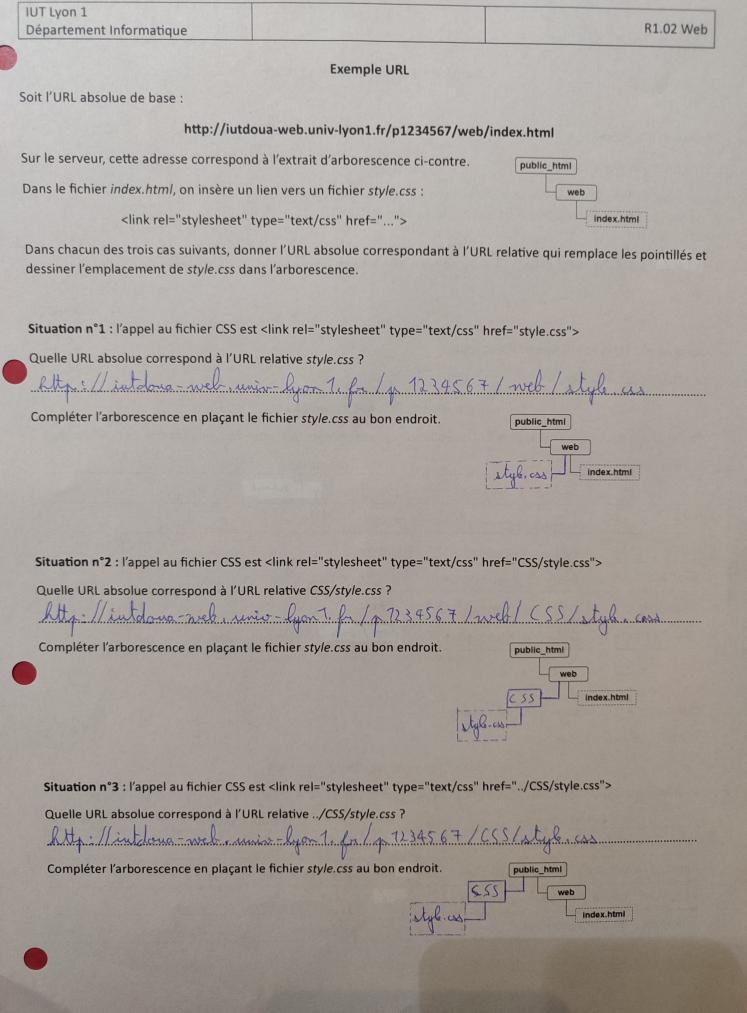 IUT Lyon 1
Département Informatique
R1.02 Web
Exemple URL
Soit l'URL absolue de base :
http://iutdoua-web.univ-lyon1.fr/p1234567/web/index.html
Sur le serveur, cette adresse correspond à l'extrait d'arborescence ci-contre.
public_html
Dans le fichier index.html, on insère un lien vers un fichier style.css :
web
<link rel="stylesheet" type="text/css" href="...">
index.html
Dans chacun des trois cas suivants, donner l'URL absolue correspondant à l'URL relative qui remplace les pointillés et
dessiner l'emplacement de style.css dans l'arborescence.
Situation n°1 : l'appel au fichier CSS est <link rel="stylesheet" type="text/css" href="style.css">
Quelle URL absolue correspond à l'URL relative style.css ?
http://iutdoua-web.univ-lyon1.fr/p1234567/web/style.css
Compléter l'arborescence en plaçant le fichier style.css au bon endroit.
public_html
web
style.css
index.html
Situation n°2 : l'appel au fichier CSS est <link rel="stylesheet" type="text/css" href="CSS/style.css">
Quelle URL absolue correspond à l'URL relative CSS/style.css ?
http://iutdoua-web.univ-lyon1.fr/p1234567/web/CSS/style.css
Compléter l'arborescence en plaçant le fichier style.css au bon endroit.
public_html
web
CSS
index.html
style.css
Situation n°3 : l'appel au fichier CSS est <link rel="stylesheet" type="text/css" href="../CSS/style.css">
Quelle URL absolue correspond à l'URL relative ../CSS/style.css ?
http://iutdoua-web.univ-lyon1.fr/p1234567/CSS/style.css
Compléter l'arborescence en plaçant le fichier style.css au bon endroit.
public_html
CSS
web
style.css
index.html